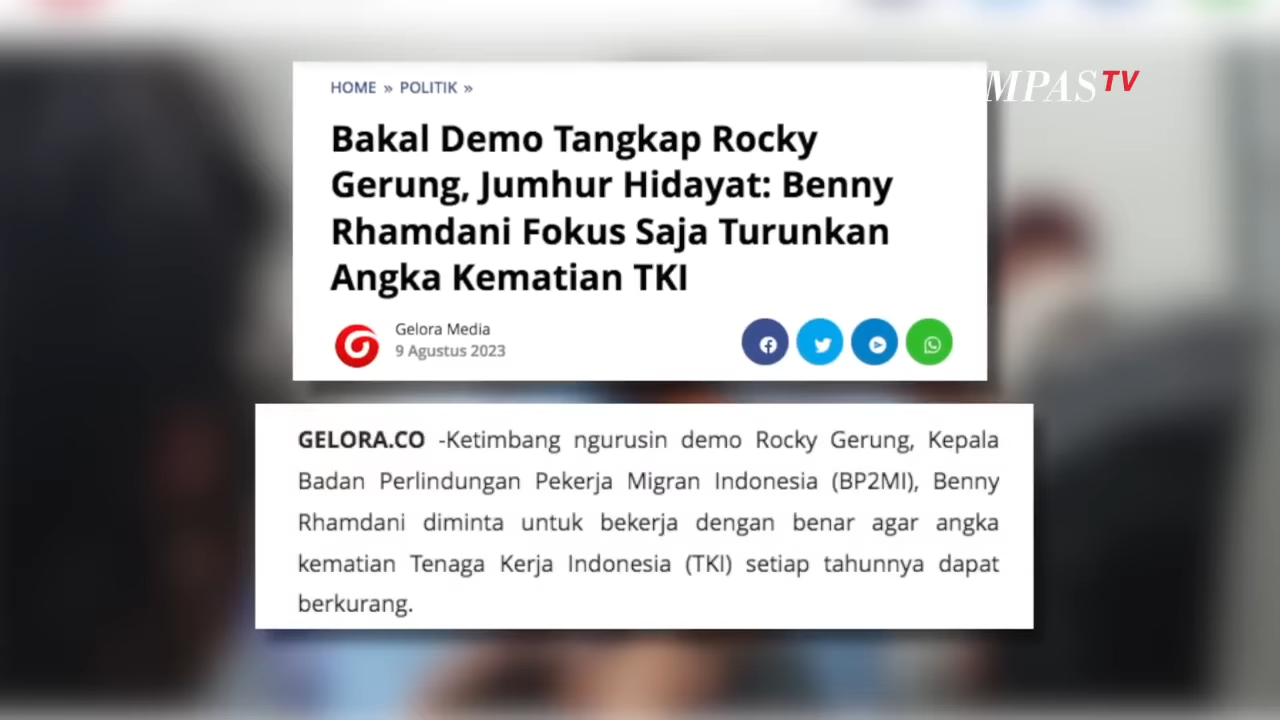 HOME » POLITIK »
MPAS TV
Bakal Demo Tangkap Rocky
Gerung, Jumhur Hidayat: Benny
Rhamdani Fokus Saja Turunkan
Angka Kematian TKI
Gelora Media
9 Agustus 2023
GELORA.CO -Ketimbang ngurusin demo Rocky Gerung, Kepala
Badan Perlindungan Pekerja Migran Indonesia (BP2MI), Benny
Rhamdani diminta untuk bekerja dengan benar agar angka
kematian Tenaga Kerja Indonesia (TKI) setiap tahunnya dapat
berkurang.